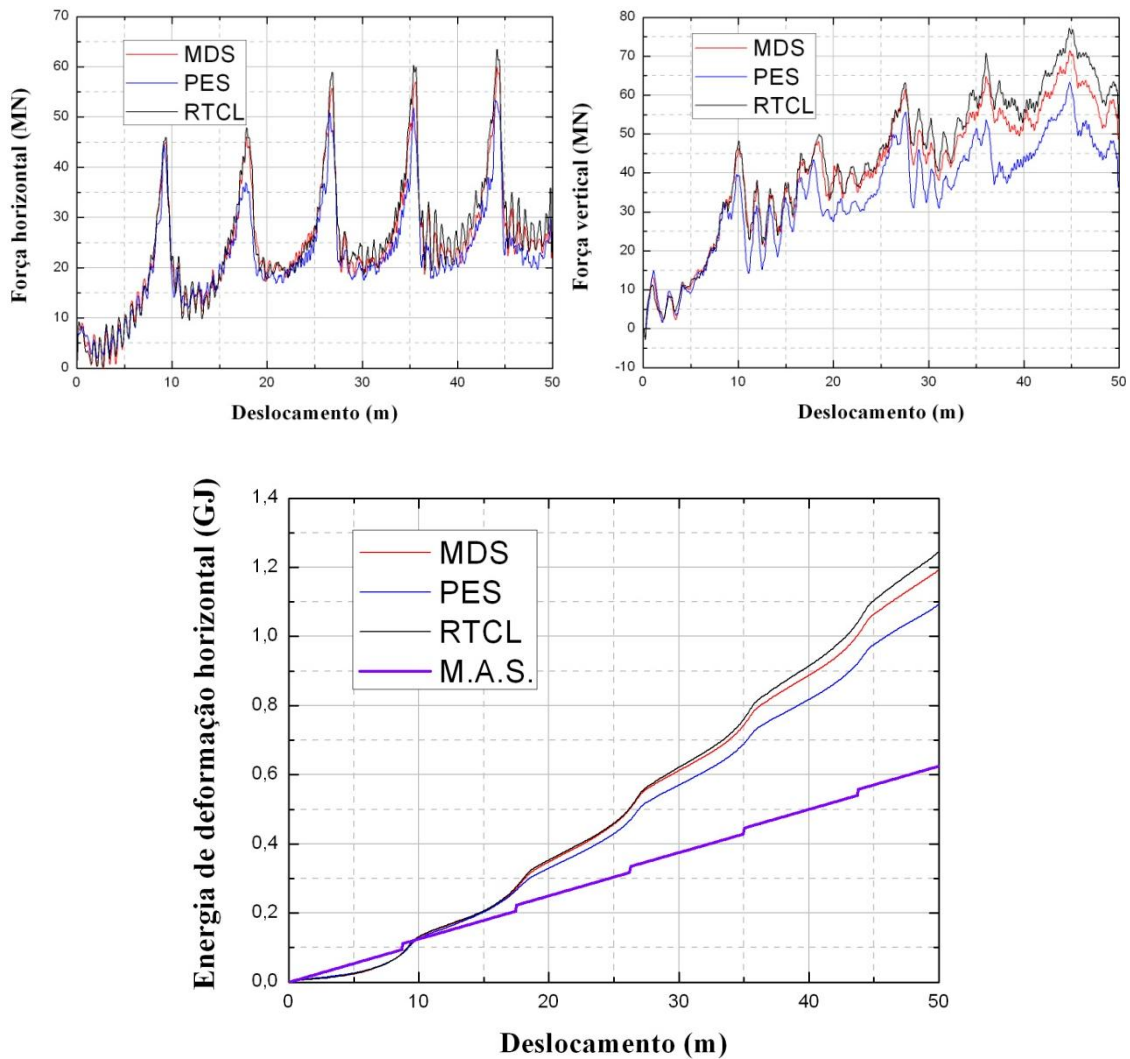 Força horizontal (MN)
70
60
50
40
30
20
10
0
MDS
PES
RTCL
0 10 20 30 40 50
Deslocamento (m)
Força vertical (MN)
80
70
60
50
40
30
20
10
0
-10
MDS
PES
RTCL
0 10 20 30 40 50
Deslocamento (m)
Energia de deformação horizontal (GJ)
1,4
1,2
1,0
0,8
0,6
0,4
0,2
0,0
MDS
PES
RTCL
M.A.S.
0 10 20 30 40 50
Deslocamento (m)